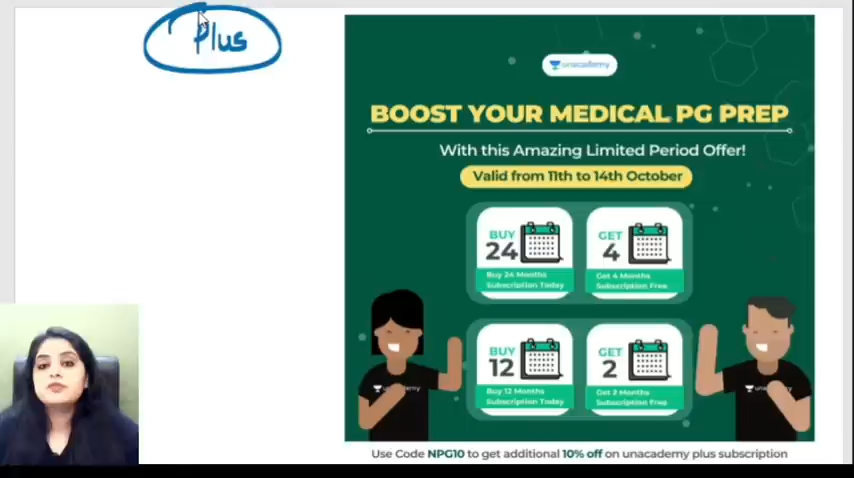 Plus
unacademy
BOOST YOUR MEDICAL PG PREP
With this Amazing Limited Period Offer!
Valid from 11th to 14th October
BUY
24
Buy 24 Months
Subscription Today
GET
4
Get 4 Months
Subscription Free
BUY
12
Buy 12 Months
Subscription Today
GET
2
Get 2 Months
Subscription Free
unacademy
unacademy
Use Code NPG10 to get additional 10% off on unacademy plus subscription